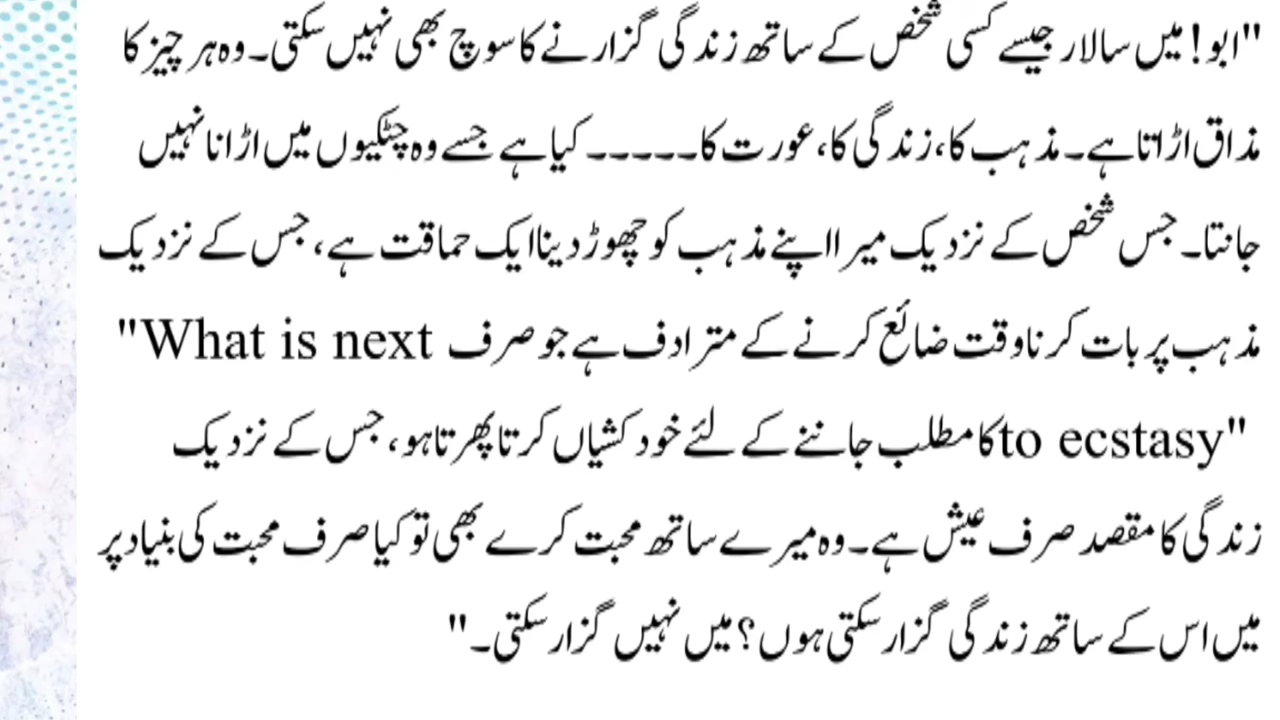 "ابو! میں سالار جیسے کسی شخص کے ساتھ زندگی گزارنے کا سوچ بھی نہیں سکتی۔ وہ ہر چیز کا
مذاق اڑاتا ہے۔ مذہب کا، زندگی کا، عورت کا۔۔۔۔۔ کیا ہے جسے وہ چٹکیوں میں اڑانا نہیں
جانتا۔ جس شخص کے نزدیک میرا اپنے مذہب کو چھوڑ دینا ایک حماقت ہے، جس کے نزدیک
مذہب پر بات کرنا وقت ضائع کرنے کے مترادف ہے جو صرف "What is next
to ecstasy" کا مطلب جاننے کے لئے خود کشیاں کرتا پھرتا ہو، جس کے نزدیک
زندگی کا مقصد صرف عیش ہے۔ وہ میرے ساتھ محبت کرے بھی تو کیا صرف محبت کی بنیاد پر
میں اس کے ساتھ زندگی گزار سکتی ہوں؟ میں نہیں گزار سکتی۔"